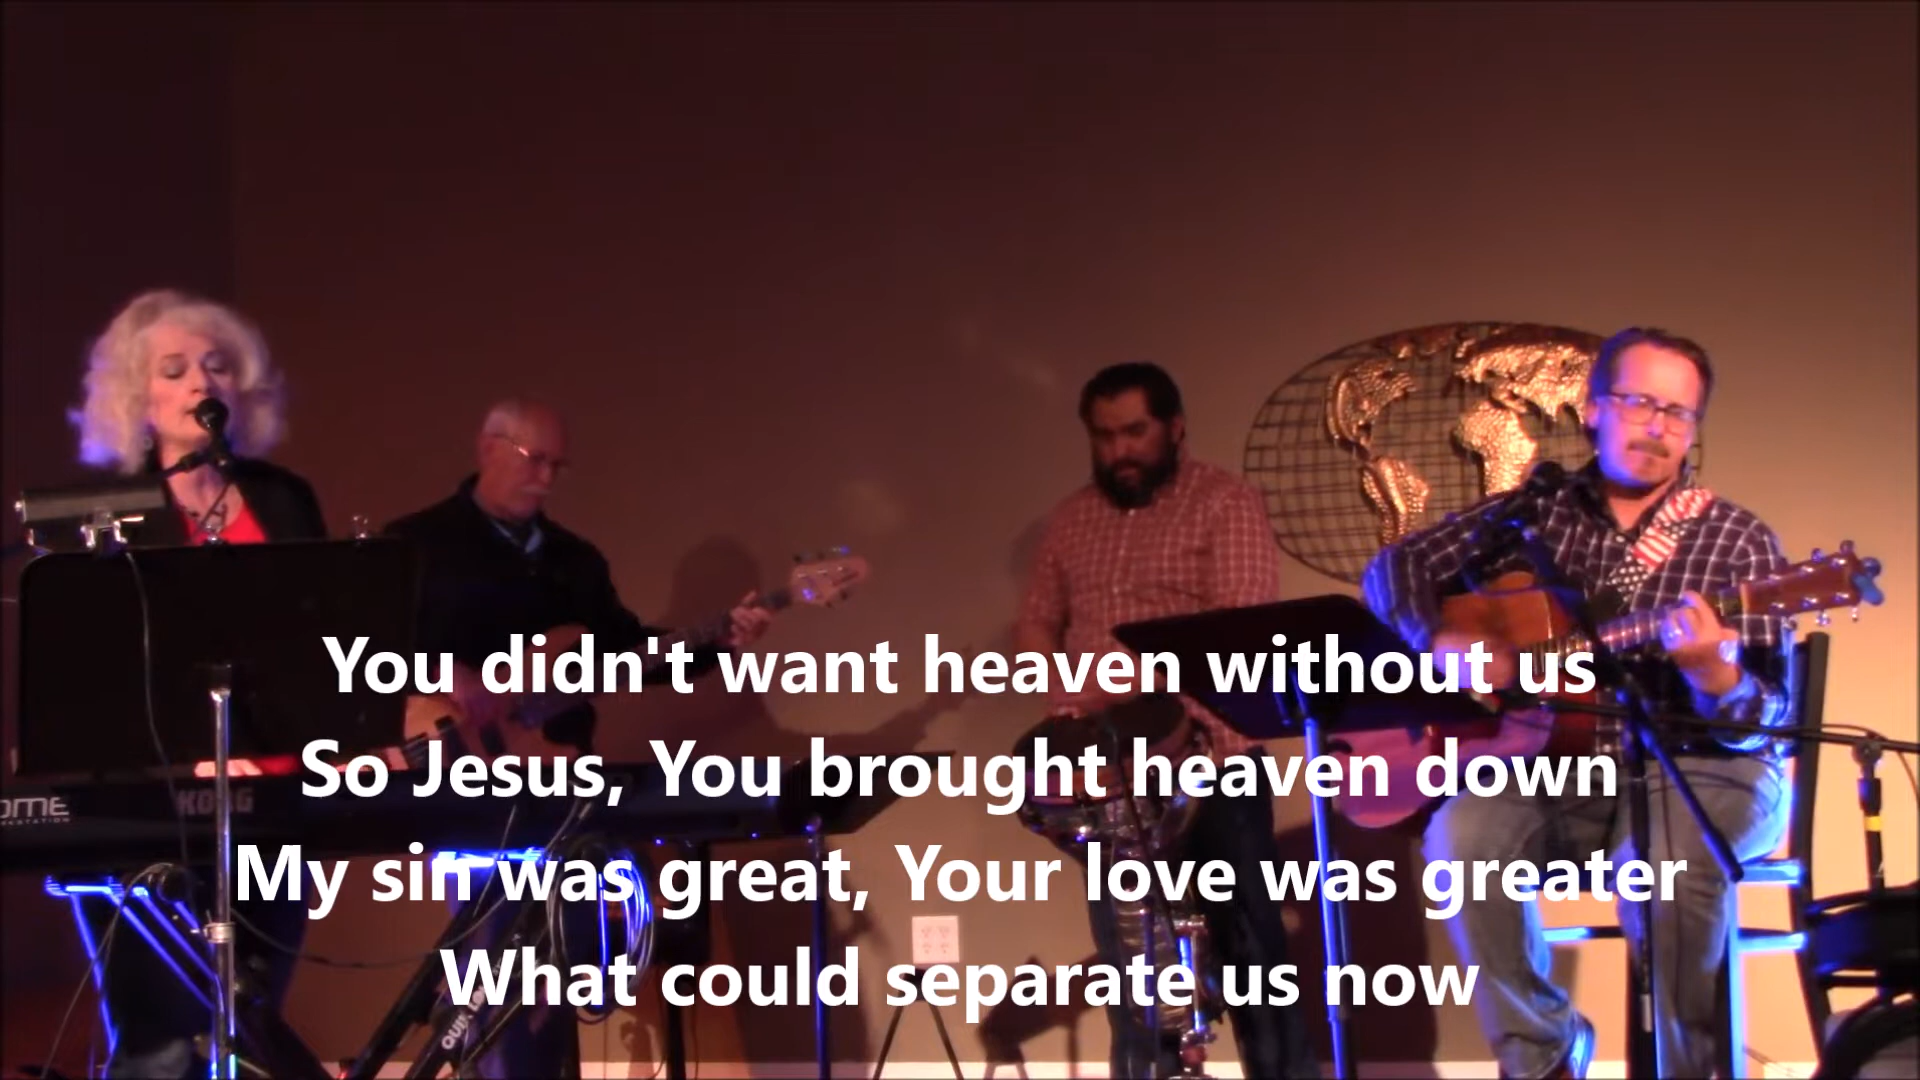 You didn't want heaven without us
So Jesus, You brought heaven down
My sin was great, Your love was greater
What could separate us now
KORG